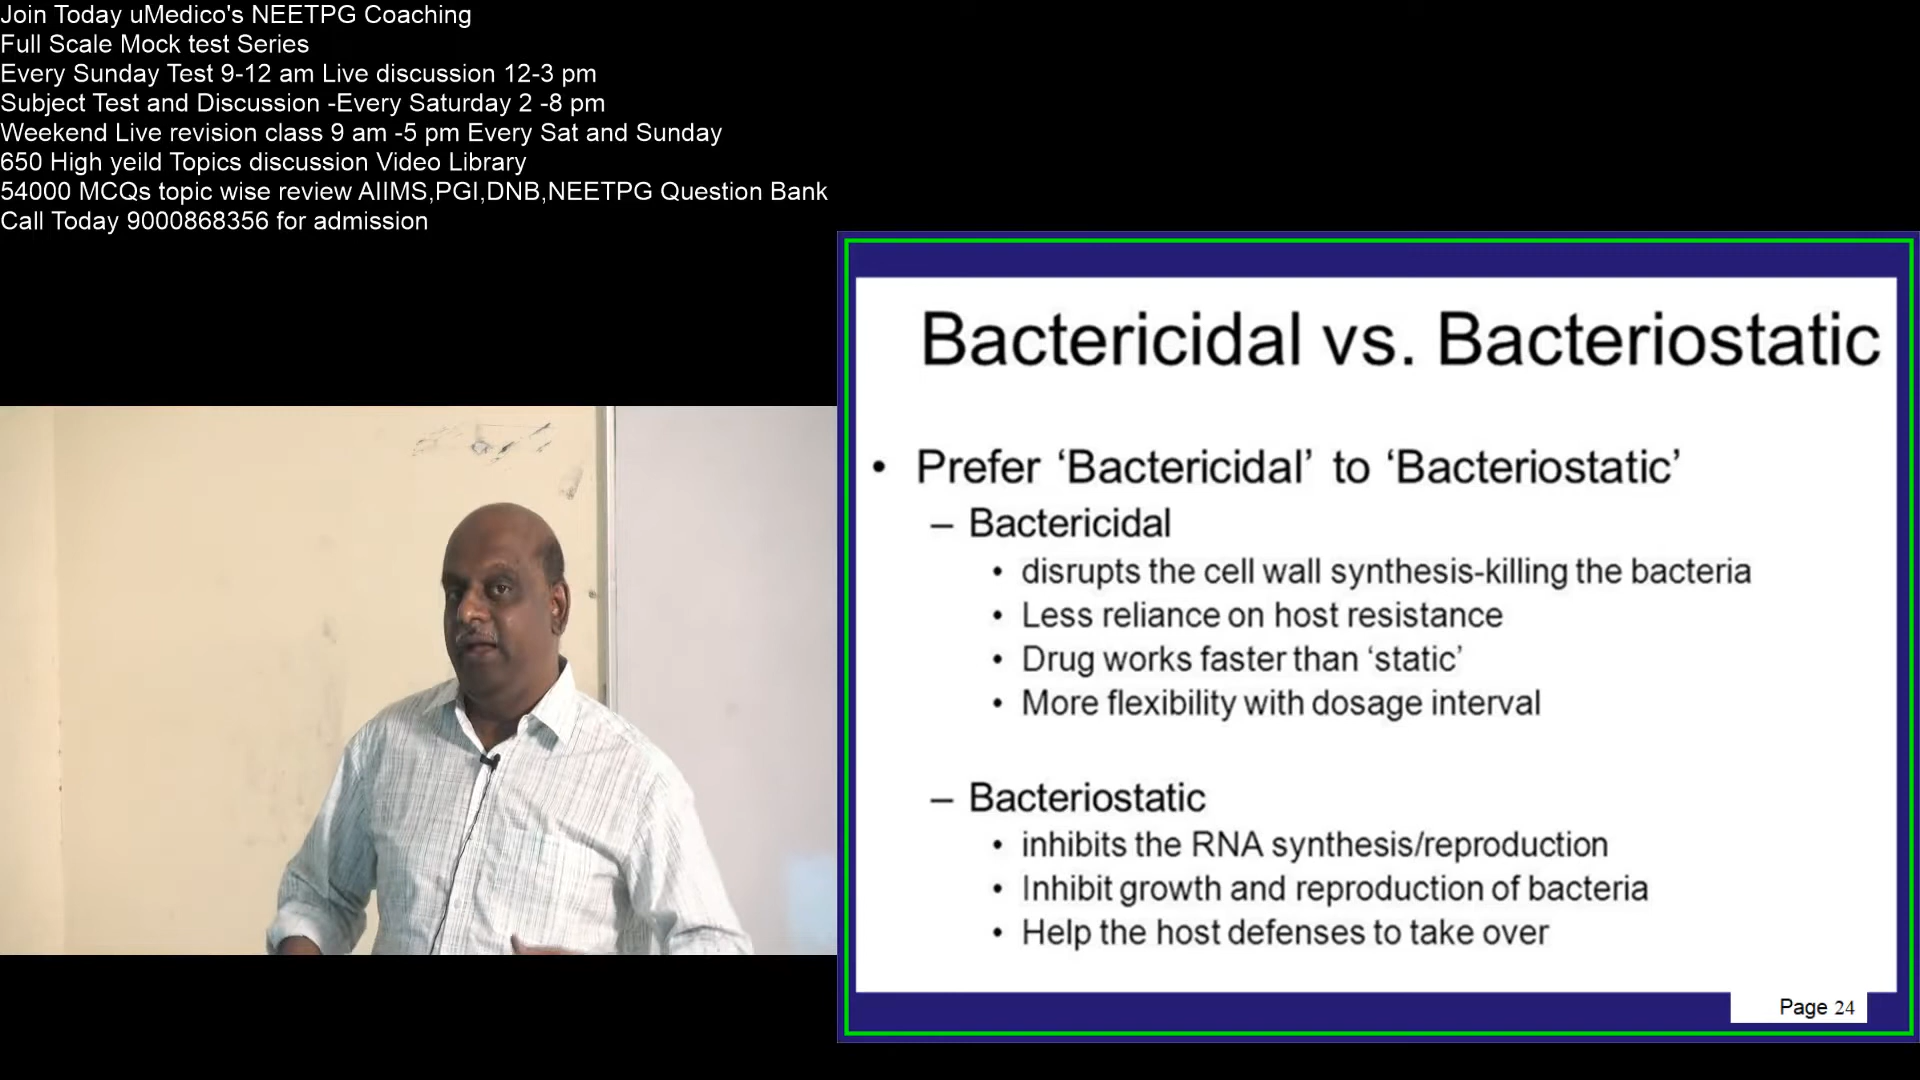 Join Today uMedico's NEETPG Coaching
Full Scale Mock test Series
Every Sunday Test 9-12 am Live discussion 12-3 pm
Subject Test and Discussion -Every Saturday 2 -8 pm
Weekend Live revision class 9 am -5 pm Every Sat and Sunday
650 High yeild Topics discussion Video Library
54000 MCQs topic wise review AIIMS,PGI,DNB,NEETPG Question Bank
Call Today 9000868356 for admission
Bactericidal vs. Bacteriostatic
• Prefer ‘Bactericidal’ to ‘Bacteriostatic’
– Bactericidal
• disrupts the cell wall synthesis-killing the bacteria
• Less reliance on host resistance
• Drug works faster than ‘static’
• More flexibility with dosage interval
– Bacteriostatic
• inhibits the RNA synthesis/reproduction
• Inhibit growth and reproduction of bacteria
• Help the host defenses to take over
Page 24